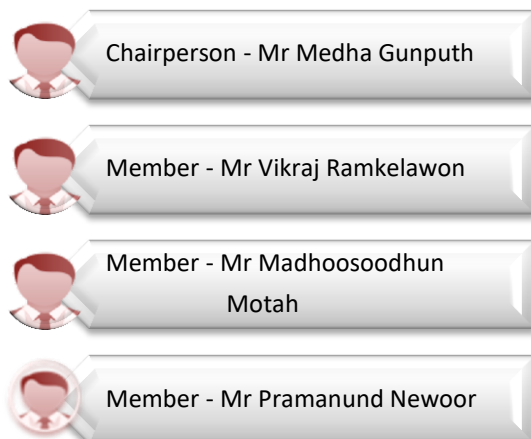 Chairperson - Mr Medha Gunputh
Member - Mr Vikraj Ramkelawon
Member - Mr Madhoosoodhun
Motah
Member - Mr Pramanund Newoor